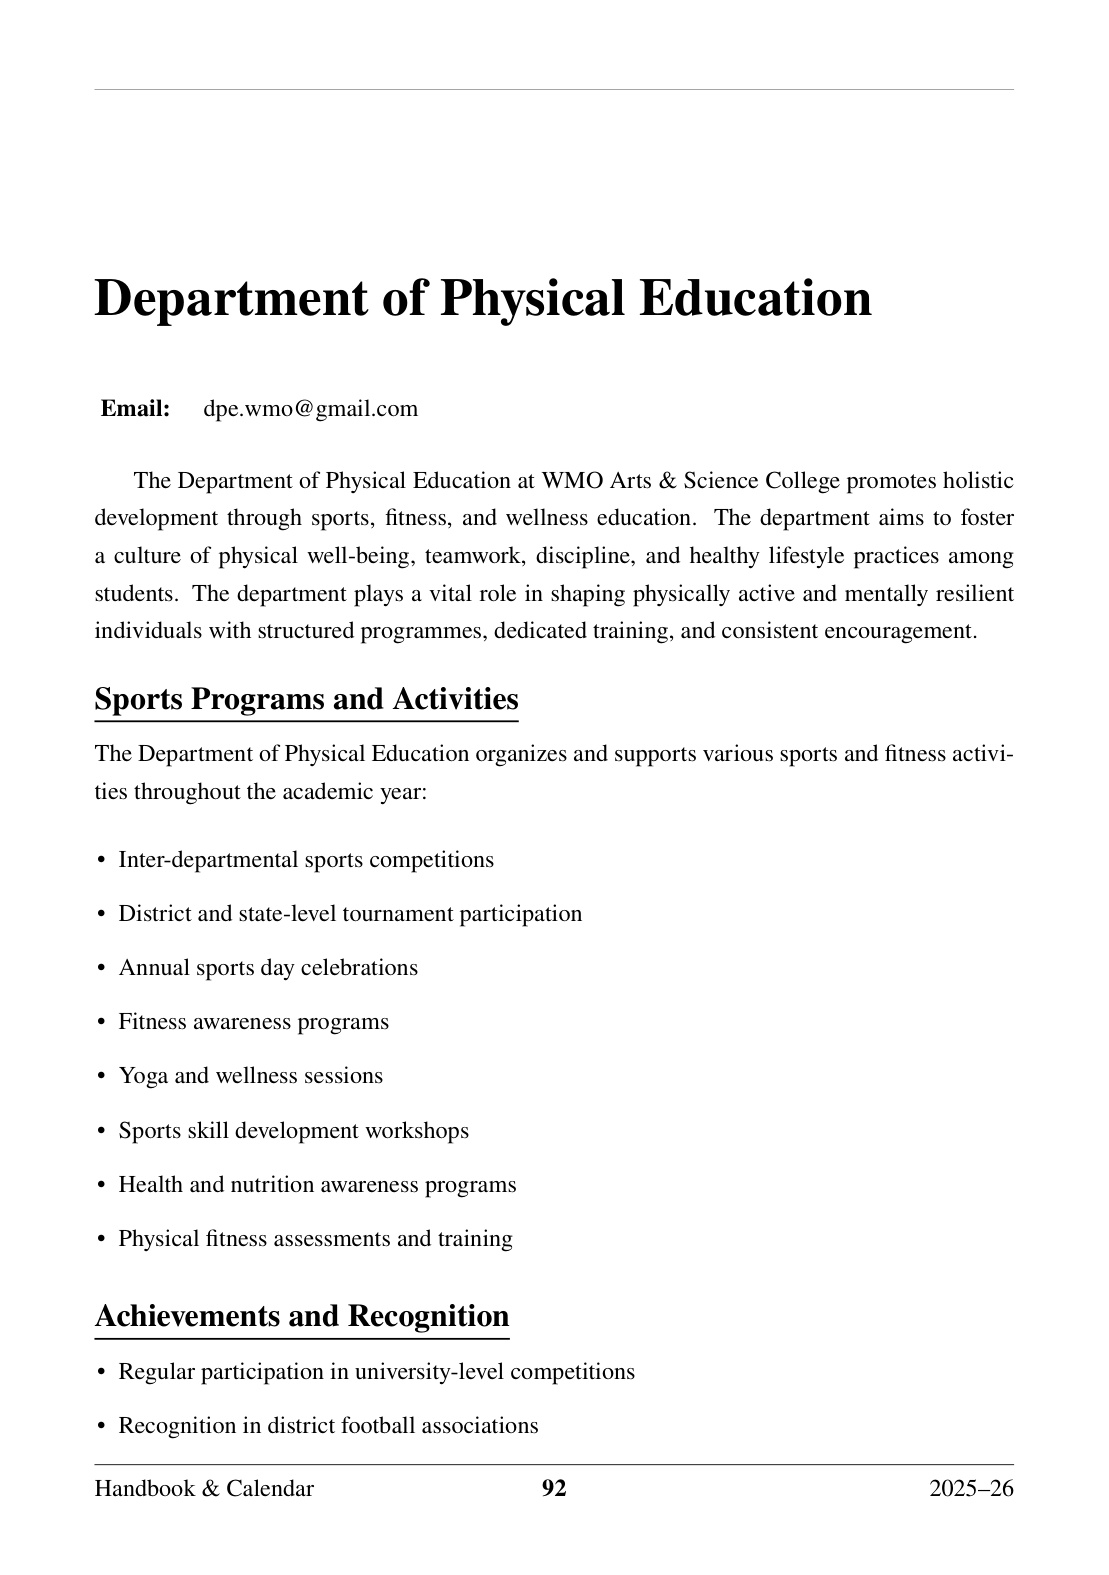 Department of Physical Education
Email: dpe.wmo@gmail.com
The Department of Physical Education at WMO Arts & Science College promotes holistic
development through sports, fitness, and wellness education. The department aims to foster
a culture of physical well-being, teamwork, discipline, and healthy lifestyle practices among
students. The department plays a vital role in shaping physically active and mentally resilient
individuals with structured programmes, dedicated training, and consistent encouragement.
Sports Programs and Activities
The Department of Physical Education organizes and supports various sports and fitness activi-
ties throughout the academic year:
• Inter-departmental sports competitions
• District and state-level tournament participation
• Annual sports day celebrations
• Fitness awareness programs
• Yoga and wellness sessions
• Sports skill development workshops
• Health and nutrition awareness programs
• Physical fitness assessments and training
Achievements and Recognition
• Regular participation in university-level competitions
• Recognition in district football associations
Handbook & Calendar 92 2025–26